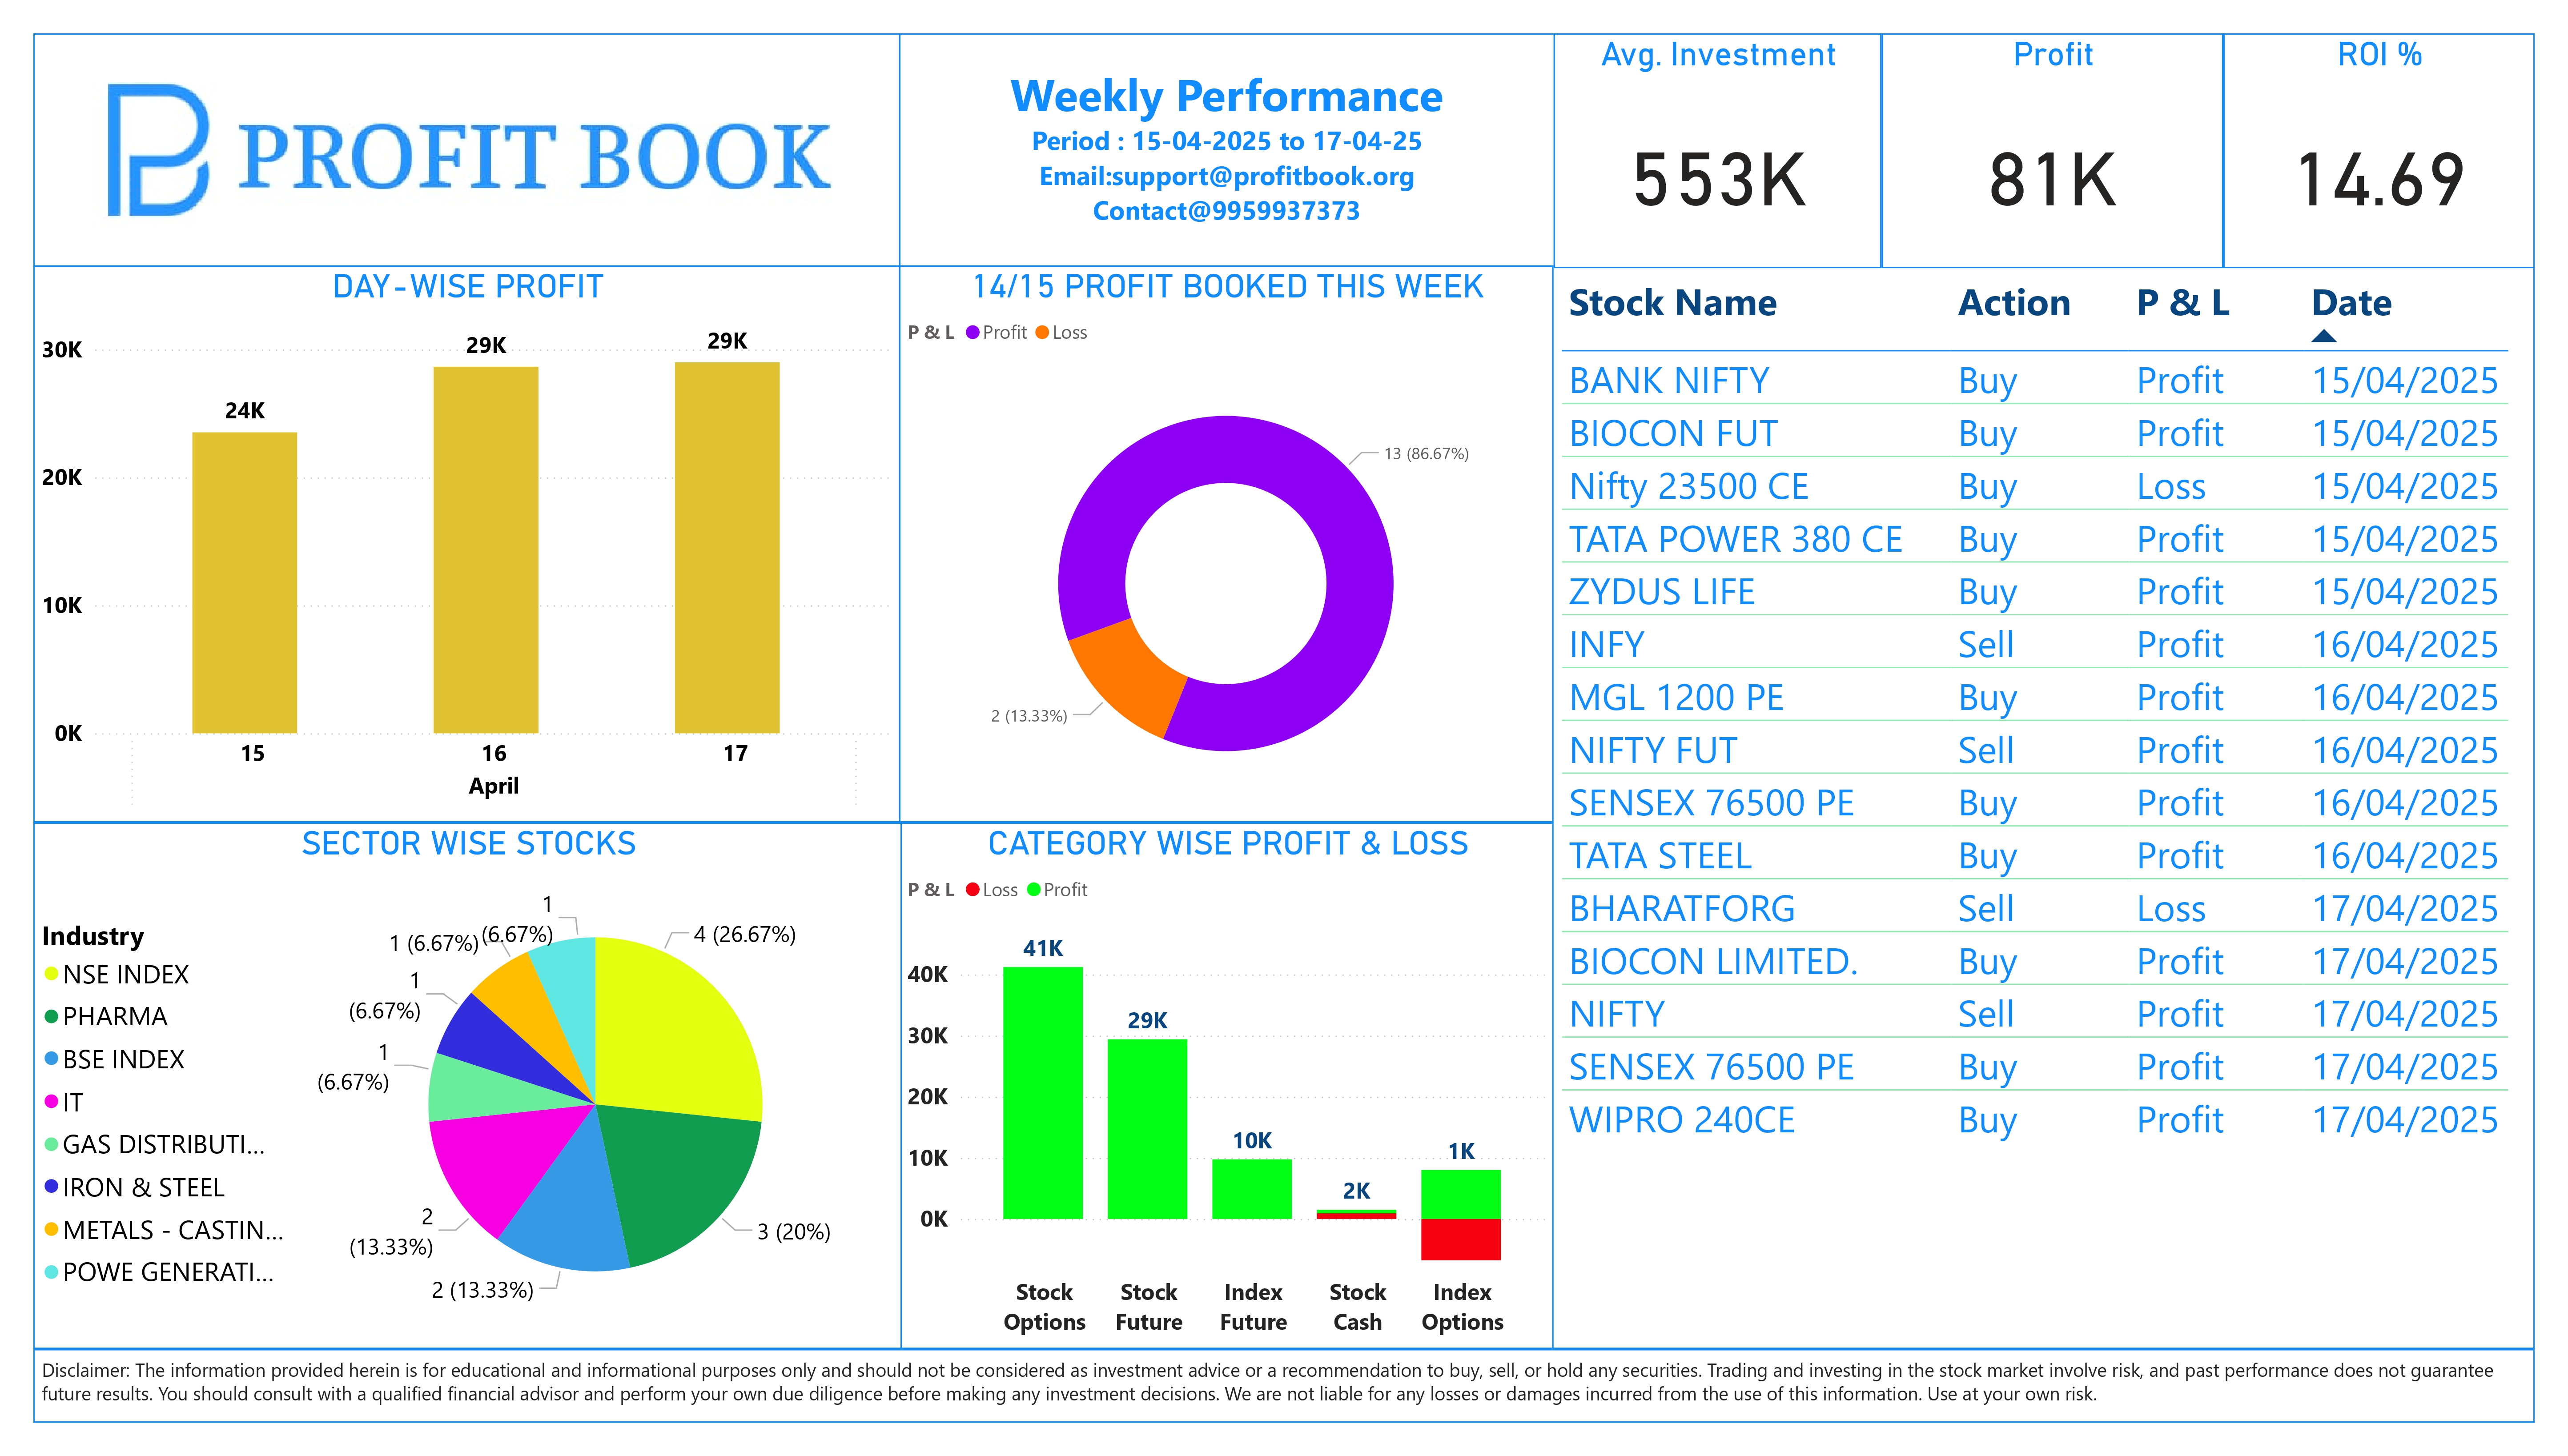 PROFIT BOOK
Weekly Performance
Period : 15-04-2025 to 17-04-25
Email:support@profitbook.org
Contact@9959937373
Avg. Investment
553K
Profit
81K
ROI %
14.69
DAY-WISE PROFIT
30K
20K
10K
0K
24K
29K
29K
15
16
17
April
14/15 PROFIT BOOKED THIS WEEK
P & L Profit Loss
13 (86.67%)
2 (13.33%)
SECTOR WISE STOCKS
Industry
NSE INDEX
PHARMA
BSE INDEX
IT
GAS DISTRIBUTI...
IRON & STEEL
METALS - CASTIN...
POWE GENERATI...
4 (26.67%)
3 (20%)
2 (13.33%)
2
(13.33%)
1
(6.67%)
1
(6.67%)
1 (6.67%)
1
(6.67%)
CATEGORY WISE PROFIT & LOSS
P & L Loss Profit
40K
30K
20K
10K
0K
41K
29K
10K
2K
1K
Stock
Options
Stock
Future
Index
Future
Stock
Cash
Index
Options
Stock Name Action P & L Date
BANK NIFTY Buy Profit 15/04/2025
BIOCON FUT Buy Profit 15/04/2025
Nifty 23500 CE Buy Loss 15/04/2025
TATA POWER 380 CE Buy Profit 15/04/2025
ZYDUS LIFE Buy Profit 15/04/2025
INFY Sell Profit 16/04/2025
MGL 1200 PE Buy Profit 16/04/2025
NIFTY FUT Sell Profit 16/04/2025
SENSEX 76500 PE Buy Profit 16/04/2025
TATA STEEL Buy Profit 16/04/2025
BHARATFORG Sell Loss 17/04/2025
BIOCON LIMITED. Buy Profit 17/04/2025
NIFTY Sell Profit 17/04/2025
SENSEX 76500 PE Buy Profit 17/04/2025
WIPRO 240CE Buy Profit 17/04/2025
Disclaimer: The information provided herein is for educational and informational purposes only and should not be considered as investment advice or a recommendation to buy, sell, or hold any securities. Trading and investing in the stock market involve risk, and past performance does not guarantee
future results. You should consult with a qualified financial advisor and perform your own due diligence before making any investment decisions. We are not liable for any losses or damages incurred from the use of this information. Use at your own risk.